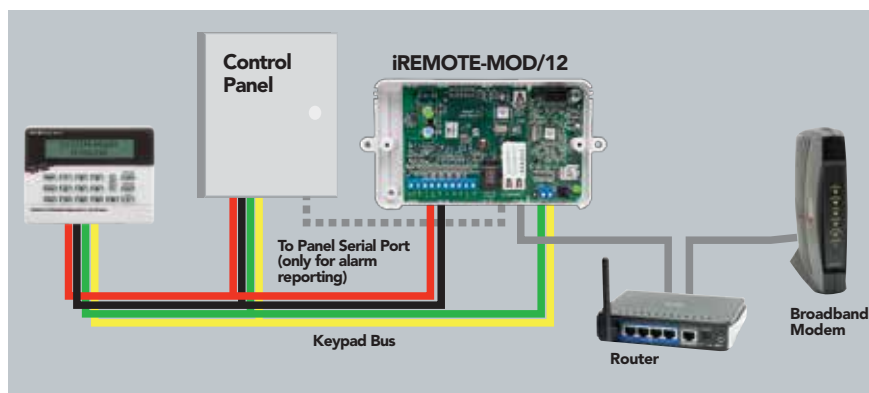 Control
Panel
iREMOTE-MOD/12
To Panel Serial Port
(only for alarm
reporting)
Keypad Bus
Router
Broadband
Modem